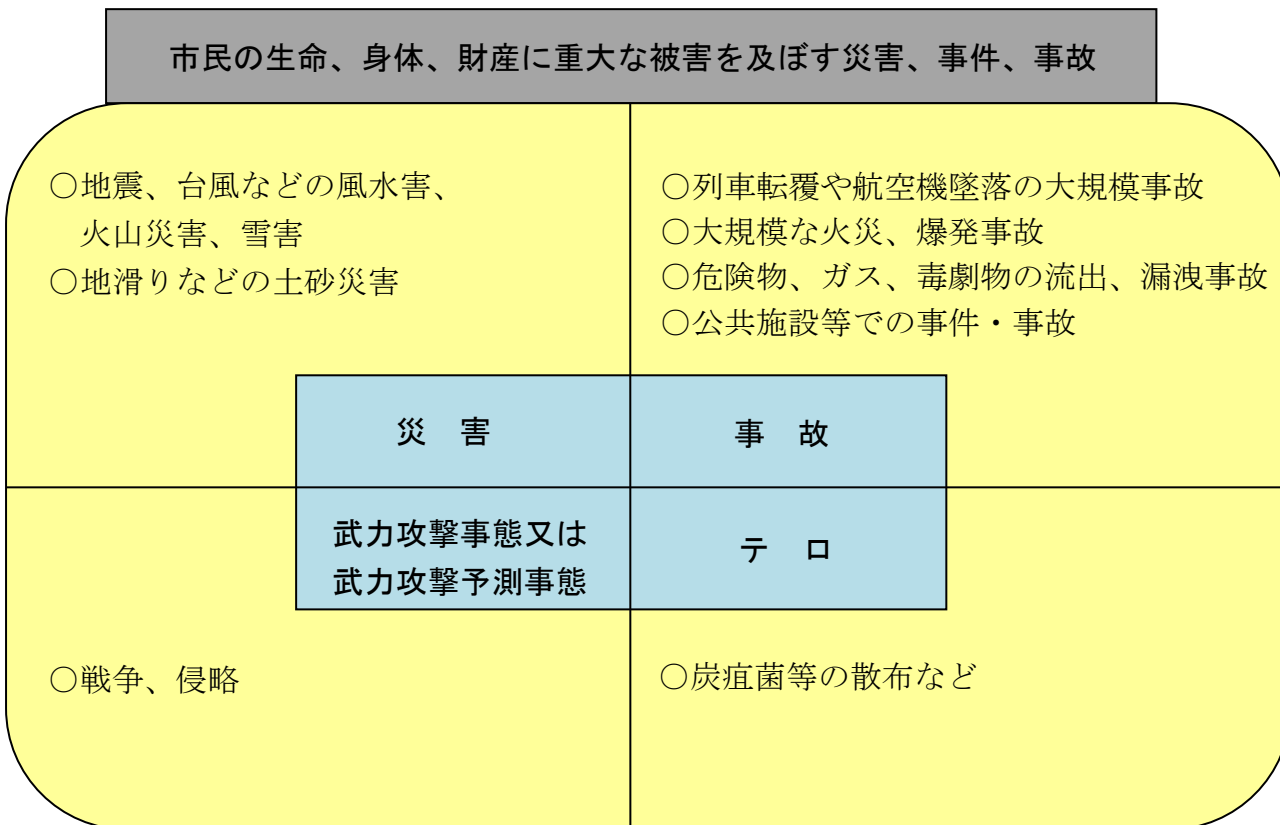 市民の生命、身体、財産に重大な被害を及ぼす災害、事件、事故
○地震、台風などの風水害、
火山災害、雪害
○地滑りなどの土砂災害
○列車転覆や航空機墜落の大規模事故
○大規模な火災、爆発事故
○危険物、ガス、毒劇物の流出、漏洩事故
○公共施設等での事件・事故
災　害
事　故
武力攻撃事態又は
武力攻撃予測事態
テ　ロ
○戦争、侵略
○炭疽菌等の散布など